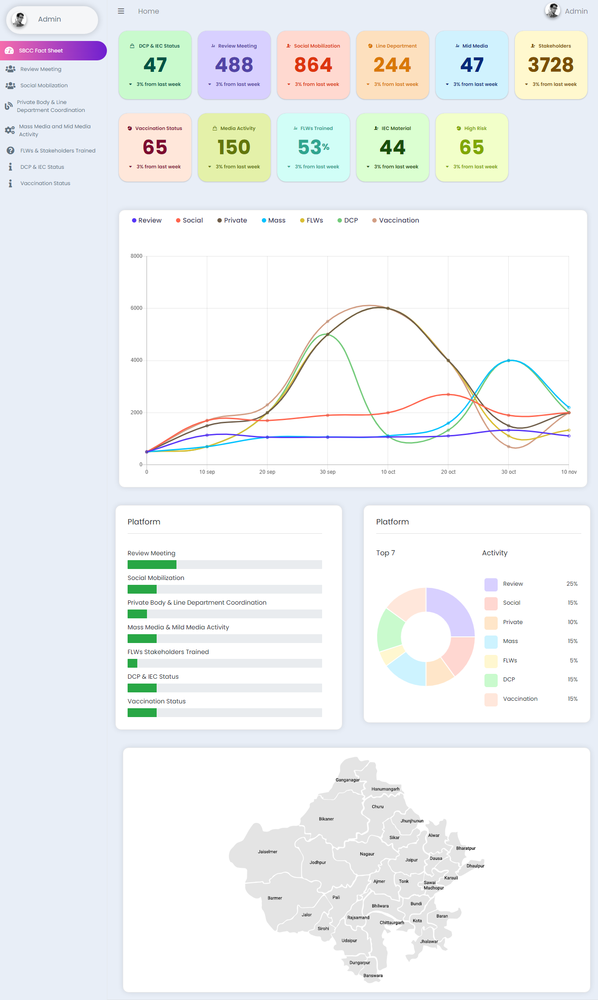 Admin
Home
Admin
SBCC Fact Sheet
Review Meeting
Social Moblization
Private Body & Line
Department Coordination
Mass Media and Mid Media
Activity
FLWs & Stakeholders Trained
DCP & IEC Status
Vaccination Status
DCP & IEC Status
47
3% from last week
Review Meeting
488
3% from last week
Social Mobilization
864
3% from last week
Line Department
244
3% from last week
Mid Media
47
3% from last week
Stakeholders
3728
3% from last week
Vaccination Status
65
3% from last week
Media Activity
150
3% from last week
FLWs Trained
53%
3% from last week
IEC Material
44
3% from last week
High Risk
65
3% from last week
Review Social Private Mass FLWs DCP Vaccination
8000
6000
4000
2000
0
0 10 sep 20 sep 30 sep 10 oct 20 oct 30 oct 10 nov
Platform
Review Meeting
Social Mobilization
Private Body & Line Department Coordination
Mass Media & Mild Media Activity
FLWs Stakeholders Trained
DCP & IEC Status
Vaccination Status
Platform
Top 7 Activity
Review 25%
Social 15%
Private 10%
Mass 15%
FLWs 5%
DCP 15%
Vaccination 15%
Ganganagar
Hanumangarh
Churu
Bikaner
Jhunjhunun
Sikar
Alwar
Bharatpur
Jaiselmer
Nagaur
Jaipur
Dausa
Jodhpur
Dhaulpur
Karauli
Ajmer
Tonk
Sawai
Madhopur
Barmer
Pali
Bundi
Bhilwara
Jalor
Rajsamand
Baran
Kota
Chittaurgarh
Sirohi
Udaipur
Jhalawar
Dungarpur
Banswara